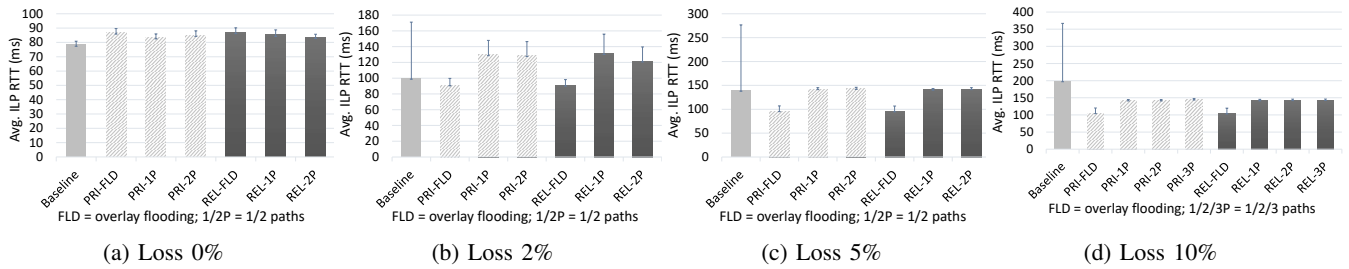 Avg. ILP RTT (ms)
100
90
80
70
60
50
40
30
20
10
0
Baseline
PRI-FLD
PRI-1P
PRI-2P
REL-FLD
REL-1P
REL-2P
FLD = overlay flooding; 1/2P = 1/2 paths
(a) Loss 0%
Avg. ILP RTT (ms)
180
160
140
120
100
80
60
40
20
0
Baseline
PRI-FLD
PRI-1P
PRI-2P
REL-FLD
REL-1P
REL-2P
FLD = overlay flooding; 1/2P = 1/2 paths
(b) Loss 2%
Avg. ILP RTT (ms)
300
250
200
150
100
50
0
Baseline
PRI-FLD
PRI-1P
PRI-2P
REL-FLD
REL-1P
REL-2P
FLD = overlay flooding; 1/2P = 1/2 paths
(c) Loss 5%
Avg. ILP RTT (ms)
400
350
300
250
200
150
100
50
0
Baseline
PRI-FLD
PRI-1P
PRI-2P
PRI-3P
REL-FLD
REL-1P
REL-2P
REL-3P
FLD = overlay flooding; 1/2/3P = 1/2/3 paths
(d) Loss 10%